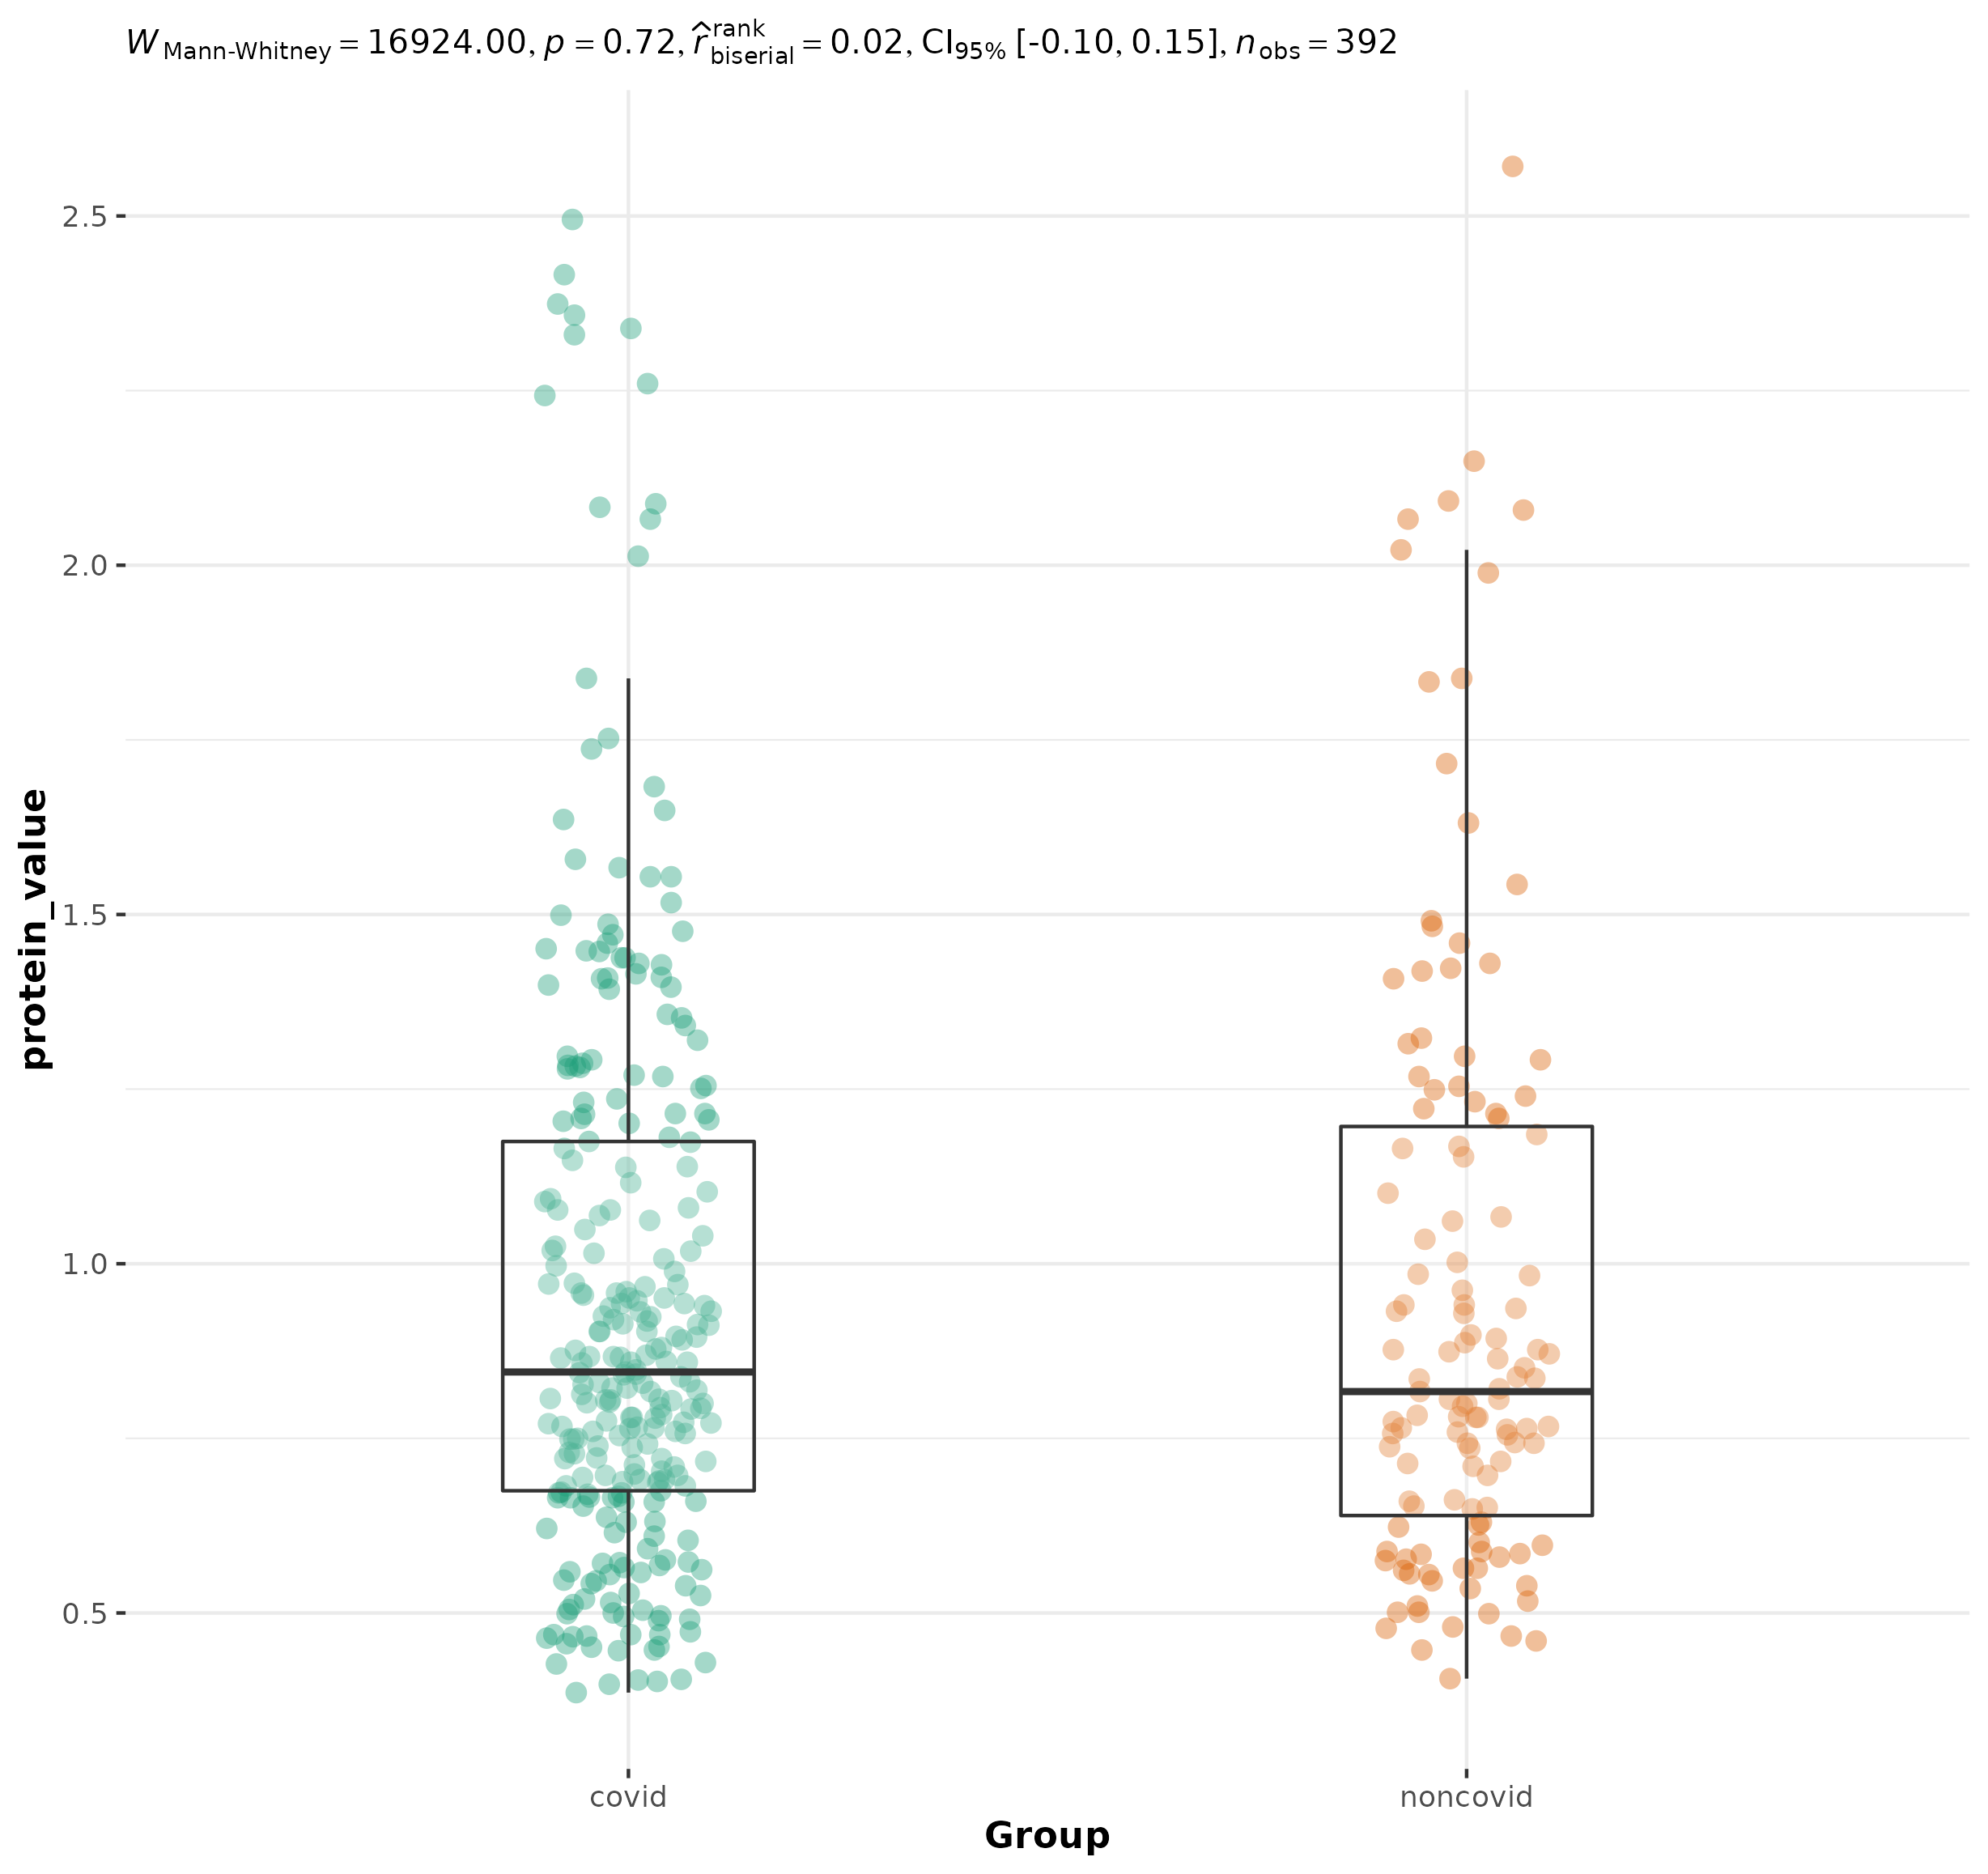 W Mann-Whitney = 16924.00, p = 0.72, r̂ rank biserial = 0.02, CI95% [-0.10, 0.15], nobs = 392
2.5
2.0
1.5
1.0
0.5
protein_value
covid noncovid
Group